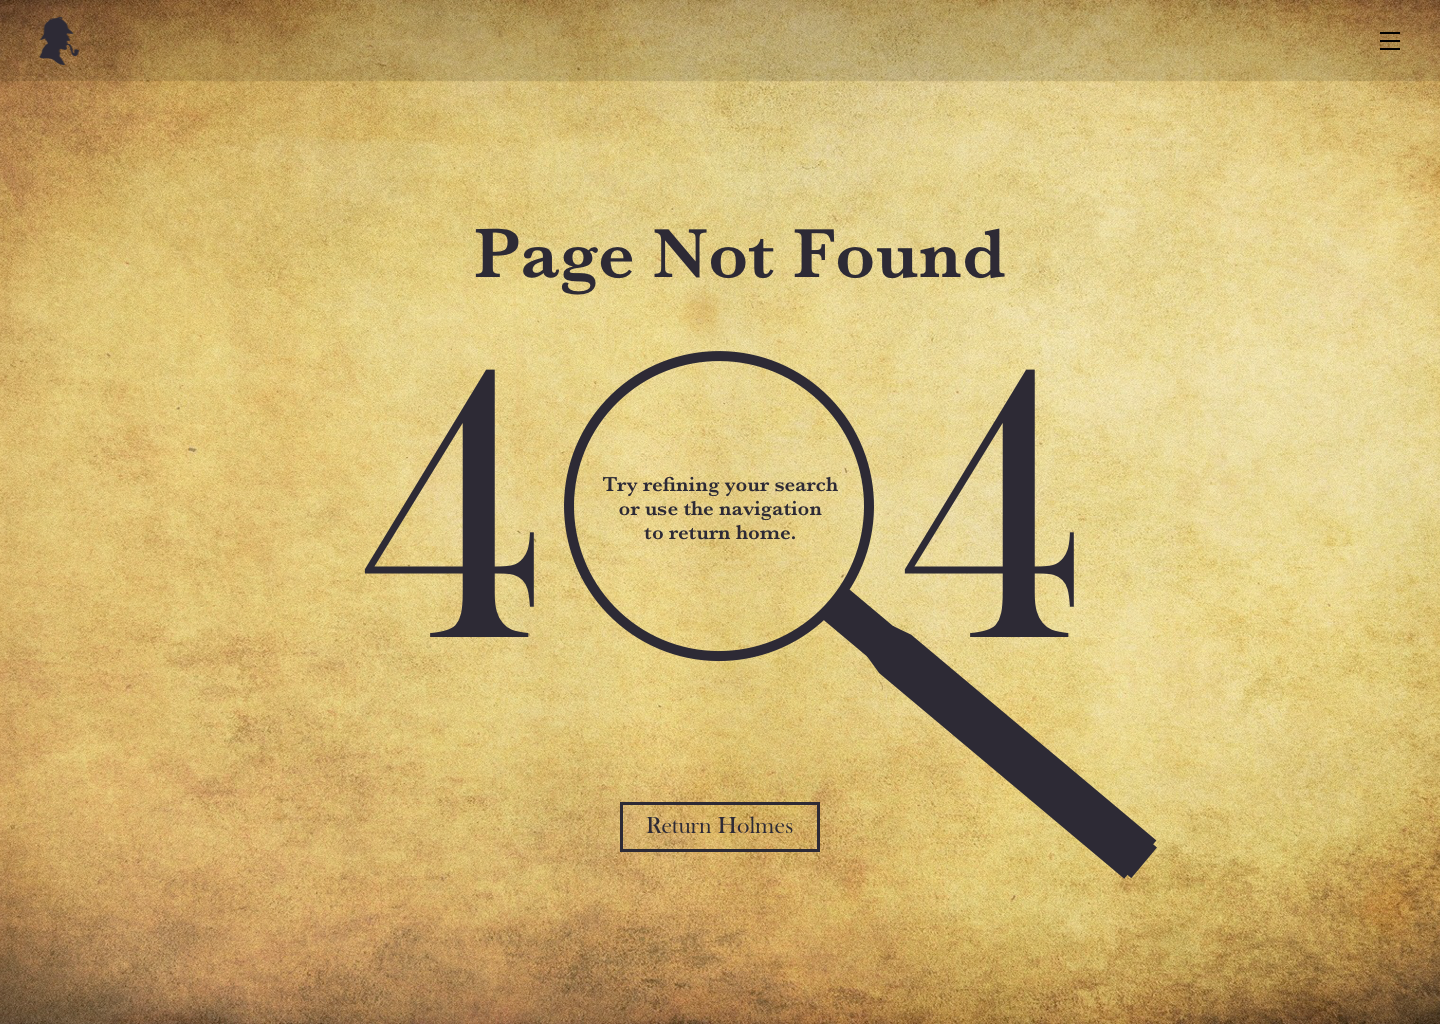 Page Not Found
4 4
Try refining your search
or use the navigation
to return home.
Return Holmes